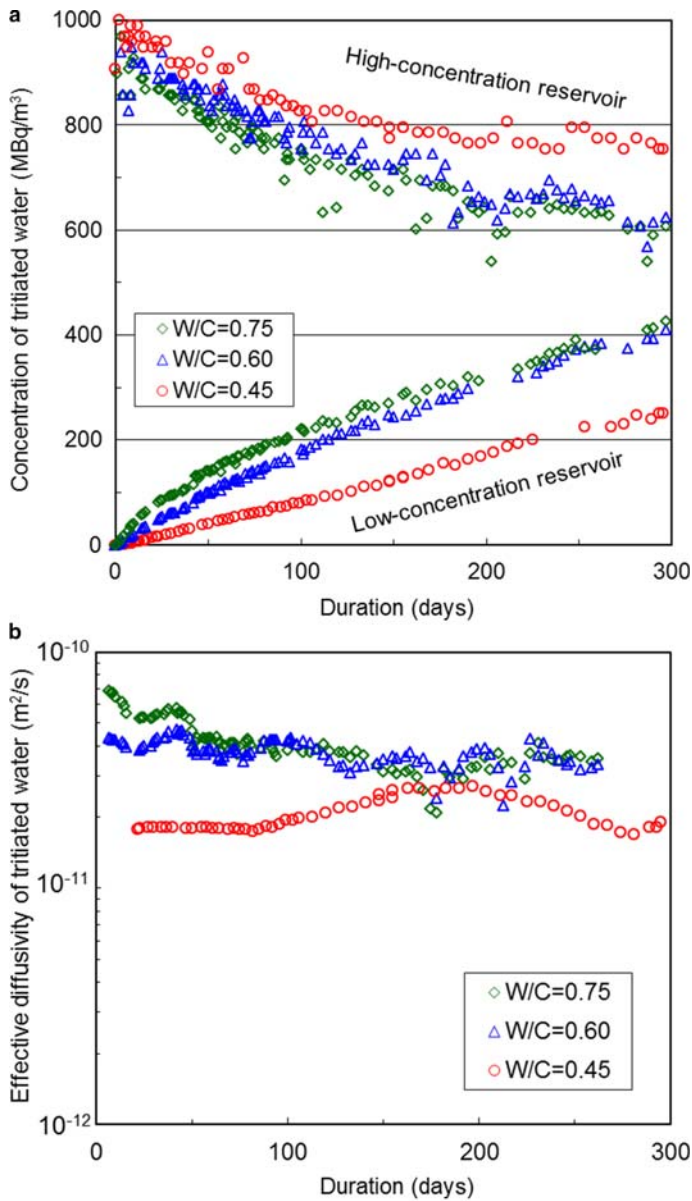 a
1000
800
600
400
200
0
Concentration of tritiated water (MBq/m³)
High-concentration reservoir
W/C=0.75
W/C=0.60
W/C=0.45
Low-concentration reservoir
0 100 200 300
Duration (days)
b
10⁻¹⁰
10⁻¹¹
10⁻¹²
Effective diffusivity of tritiated water (m²/s)
W/C=0.75
W/C=0.60
W/C=0.45
0 100 200 300
Duration (days)